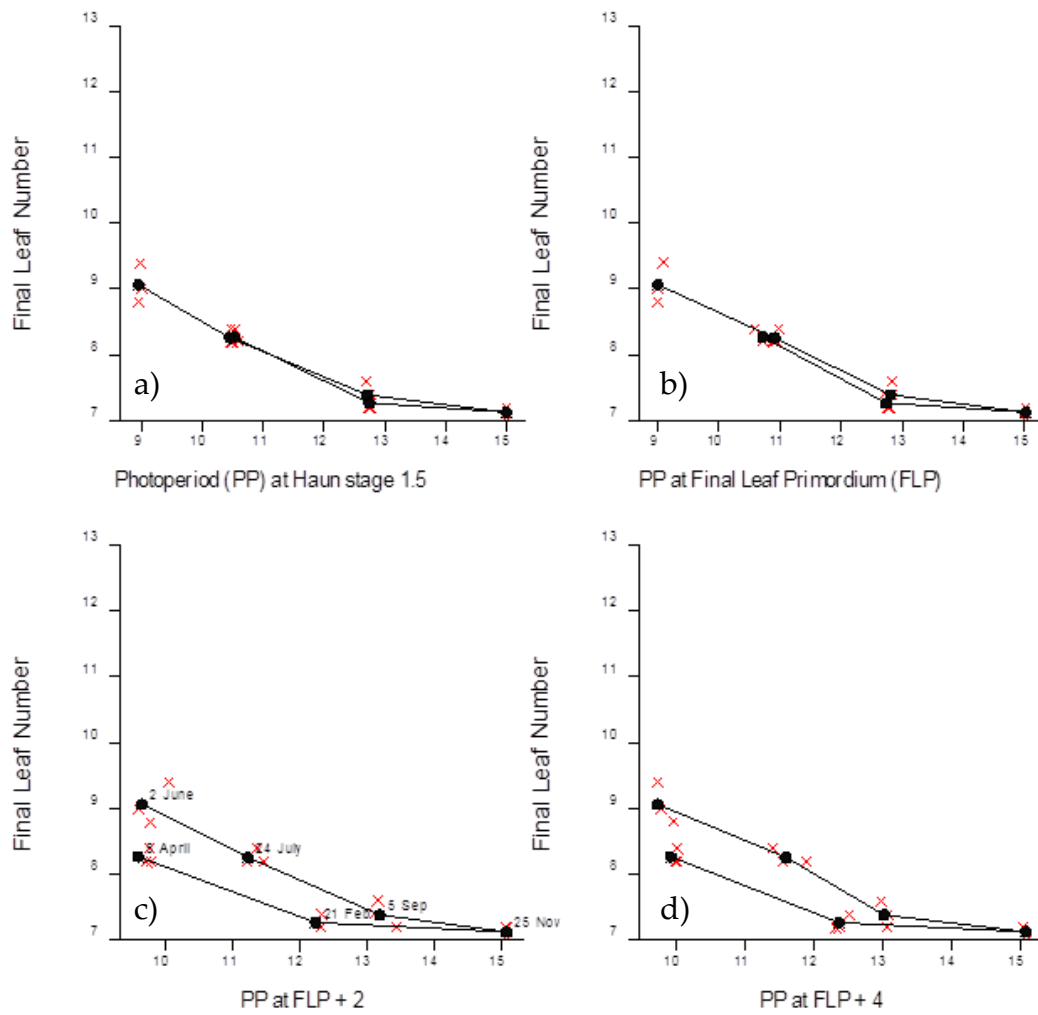 13
12
11
10
9
8
7
Final Leaf Number
a)
9 10 11 12 13 14 15
Photoperiod (PP) at Haun stage 1.5
13
12
11
10
9
8
7
Final Leaf Number
b)
9 10 11 12 13 14 15
PP at Final Leaf Primordium (FLP)
13
12
11
10
9
8
7
Final Leaf Number
2 June
April
24 July
21 Feb
5 Sep
25 Nov
c)
10 11 12 13 14 15
PP at FLP + 2
13
12
11
10
9
8
7
Final Leaf Number
d)
10 11 12 13 14 15
PP at FLP + 4